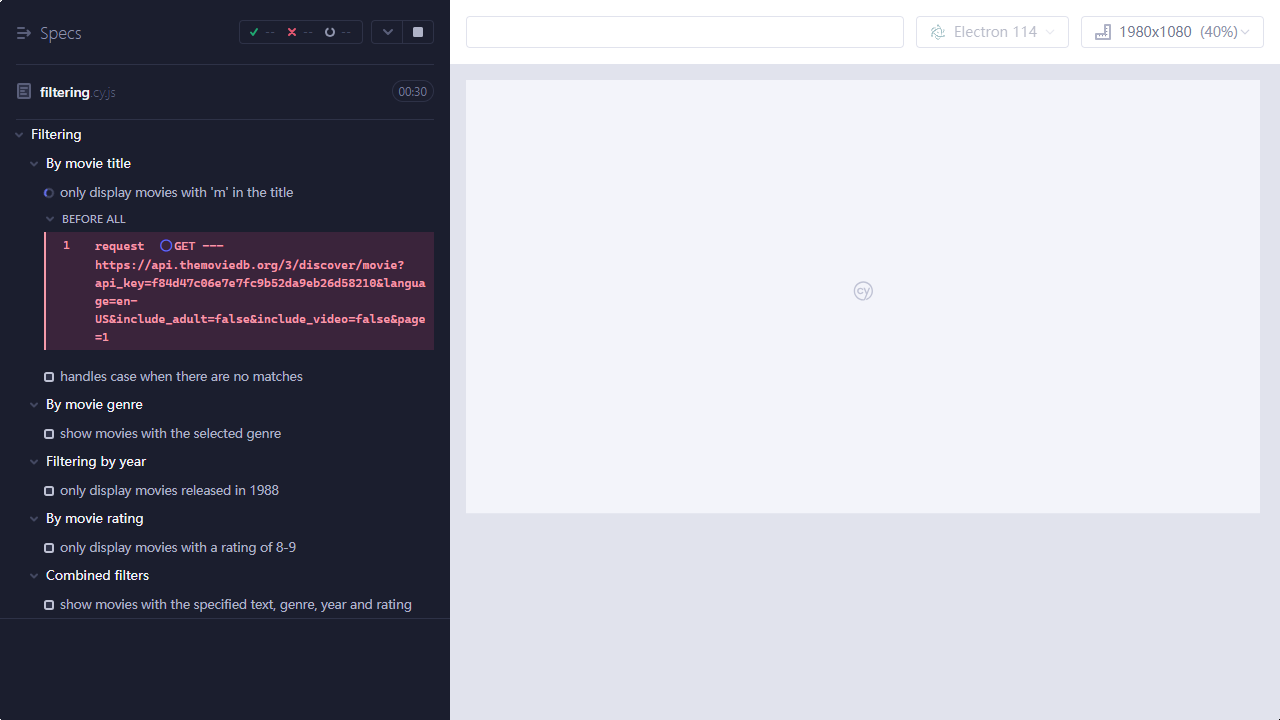 Specs
-- -- --
filtering.cy.js
00:30
Filtering
By movie title
only display movies with 'm' in the title
BEFORE ALL
1 request GET ---
https://api.themoviedb.org/3/discover/movie?
api_key=f84d47c06e7e7fc9b52da9eb26d58210&langua
ge=en-
US&include_adult=false&include_video=false&page
=1
handles case when there are no matches
By movie genre
show movies with the selected genre
Filtering by year
only display movies released in 1988
By movie rating
only display movies with a rating of 8-9
Combined filters
show movies with the specified text, genre, year and rating
Electron 114
1980x1080 (40%)
cy